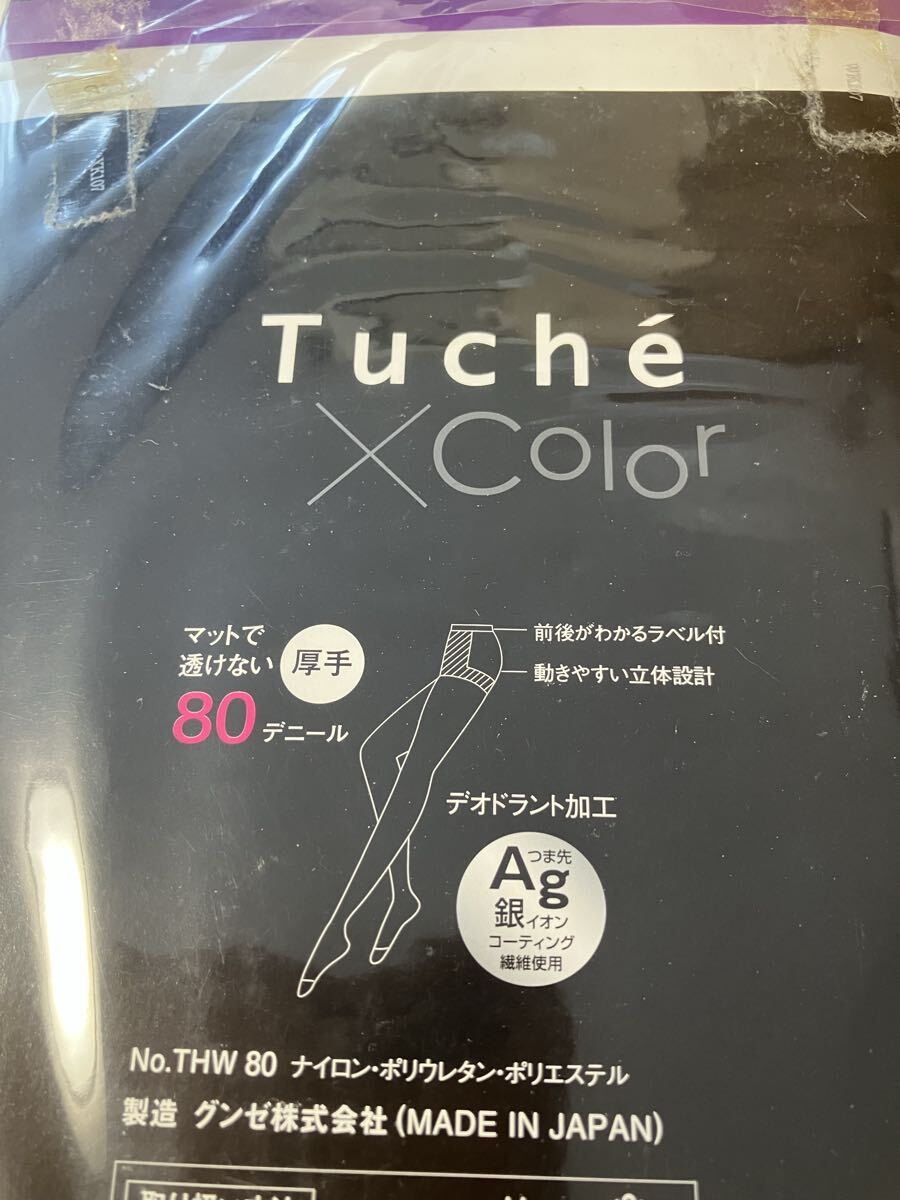 Tuché
×Color
マットで
透けない
厚手
80デニール
前後がわかるラベル付
動きやすい立体設計
デオドラント加工
Ag
つま先
銀イオン
コーティング
繊維使用
No.THW 80 ナイロン・ポリウレタン・ポリエステル
製造 グンゼ株式会社(MADE IN JAPAN)